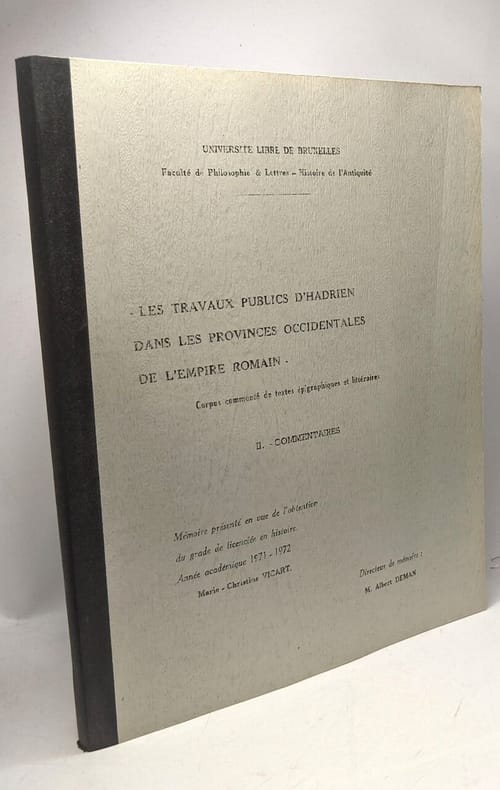 UNIVERSITE LIBRE DE BRUXELLES
Faculté de Philosophie & Lettres - Histoire de l'Antiquité
- LES TRAVAUX PUBLICS D'HADRIEN
DANS LES PROVINCES OCCIDENTALES
DE L'EMPIRE ROMAIN -
Corpus commenté de textes épigraphiques et littéraires
II. - COMMENTAIRES
Mémoire présenté en vue de l'obtention
du grade de licenciée en histoire.
Année académique 1971 - 1972
Marie - Christine VICART.
Directeur de mémoire :
M. Albert DEMAN